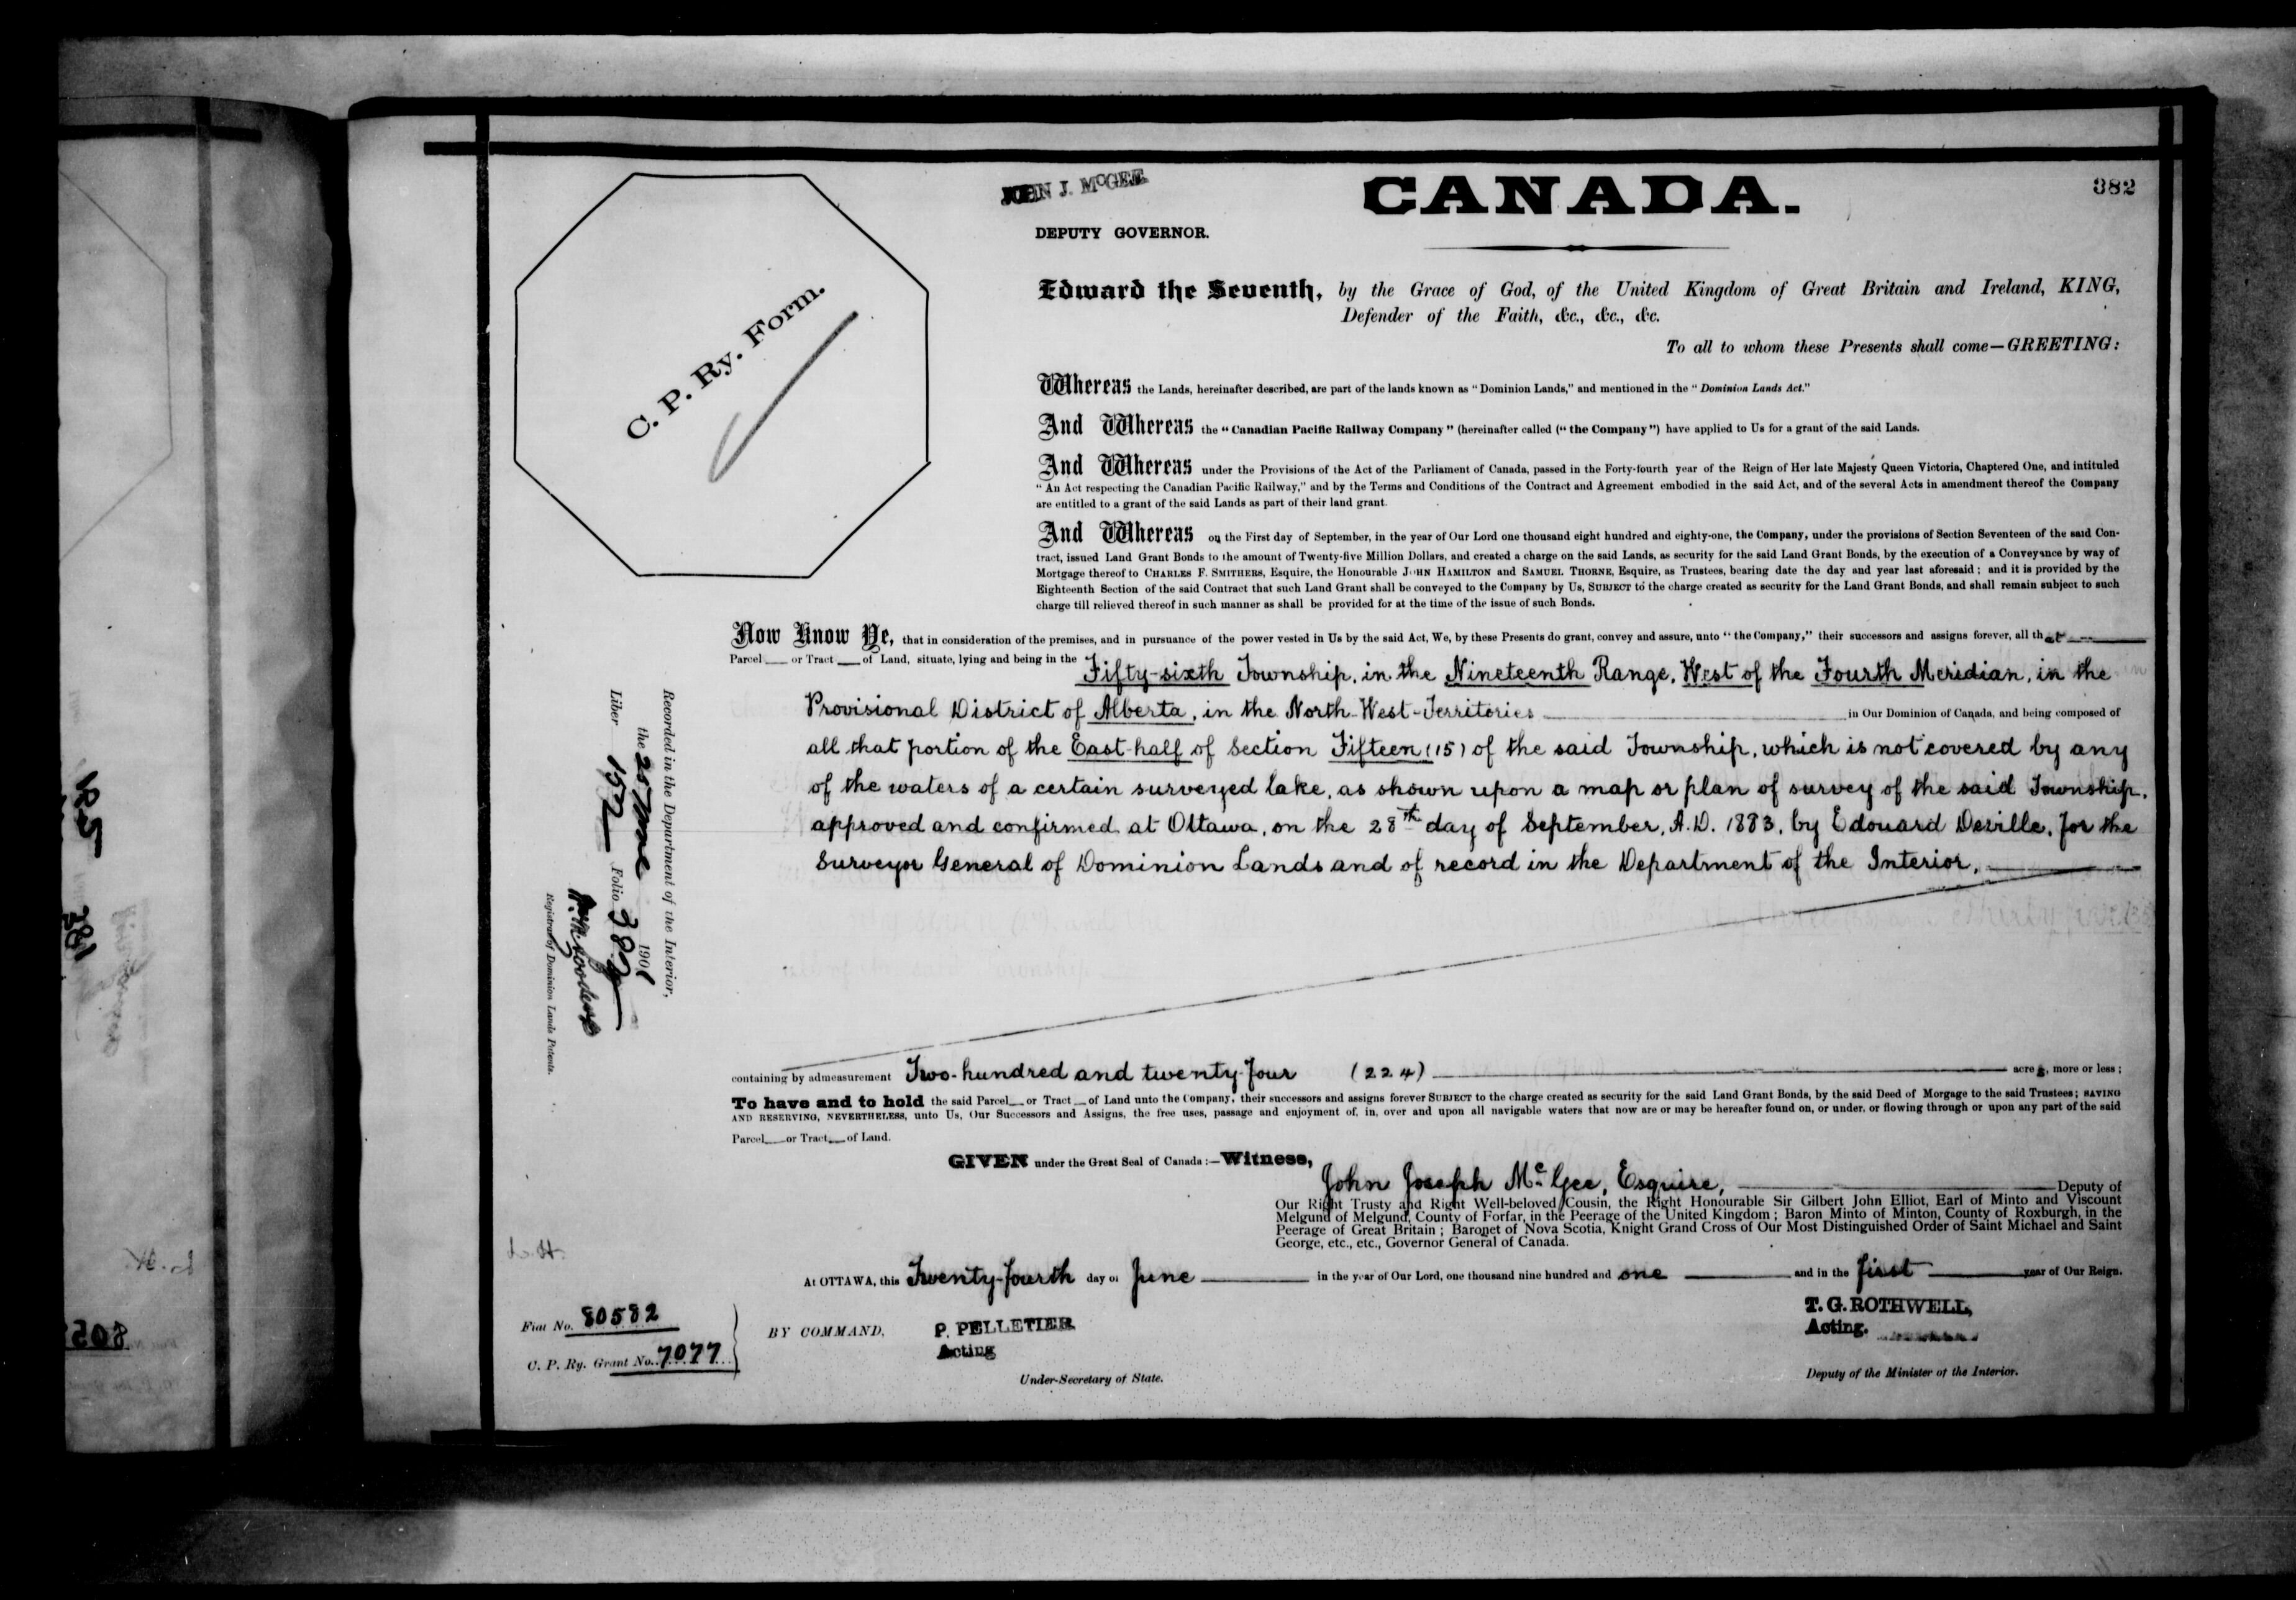 382
JOHN J. McGEE
DEPUTY GOVERNOR.
CANADA.
C. P. Ry. Form.
Edward the Seventh, by the Grace of God, of the United Kingdom of Great Britain and Ireland, KING,
Defender of the Faith, &c., &c., &c.
To all to whom these Presents shall come—GREETING:
Whereas the Lands, hereinafter described, are part of the lands known as "Dominion Lands," and mentioned in the "Dominion Lands Act."
And Whereas the "Canadian Pacific Railway Company" (hereinafter called ("the Company") have applied to Us for a grant of the said Lands.
And Whereas under the Provisions of the Act of the Parliament of Canada, passed in the Forty-fourth year of the Reign of Her late Majesty Queen Victoria, Chaptered One, and intituled
"An Act respecting the Canadian Pacific Railway," and by the Terms and Conditions of the Contract and Agreement embodied in the said Act, and of the several Acts in amendment thereof the Company
are entitled to a grant of the said Lands as part of their land grant.
And Whereas on the First day of September, in the year of Our Lord one thousand eight hundred and eighty-one, the Company, under the provisions of Section Seventeen of the said Con-
tract, issued Land Grant Bonds to the amount of Twenty-five Million Dollars, and created a charge on the said Lands, as security for the said Land Grant Bonds, by the execution of a Conveyance by way of
Mortgage thereof to CHARLES F. SMITHERS, Esquire, the Honourable JOHN HAMILTON and SAMUEL THORNE, Esquire, as Trustees, bearing date the day and year last aforesaid; and it is provided by the
Eighteenth Section of the said Contract that such Land Grant shall be conveyed to the Company by Us, SUBJECT to the charge created as security for the Land Grant Bonds, and shall remain subject to such
charge till relieved thereof in such manner as shall be provided for at the time of the issue of such Bonds.
Now Know Ye, that in consideration of the premises, and in pursuance of the power vested in Us by the said Act, We, by these Presents do grant, convey and assure, unto "the Company," their successors and assigns forever, all that
Parcel or Tract of Land, situate, lying and being in the Fifty-sixth Township, in the Nineteenth Range, West of the Fourth Meridian, in the
Provisional District of Alberta, in the North-West-Territories in Our Dominion of Canada, and being composed of
all that portion of the East-half of Section Fifteen (15) of the said Township, which is not covered by any
of the waters of a certain surveyed lake, as shown upon a map or plan of survey of the said Township,
approved and confirmed at Ottawa, on the 28th day of September, A.D. 1883, by Edouard Deville, for the
Surveyor General of Dominion Lands and of record in the Department of the Interior,
containing by admeasurement Two-hundred and twenty-four (224) acres, more or less;
To have and to hold the said Parcel or Tract of Land unto the Company, their successors and assigns forever SUBJECT to the charge created as security for the said Land Grant Bonds, by the said Deed of Morgage to the said Trustees; SAVING
AND RESERVING, NEVERTHELESS, unto Us, Our Successors and Assigns, the free uses, passage and enjoyment of, in, over and upon all navigable waters that now are or may be hereafter found on, or under, or flowing through or upon any part of the said
Parcel or Tract of Land.
GIVEN under the Great Seal of Canada:—Witness,
John Joseph McGee, Esquire, Deputy of
Our Right Trusty and Right Well-beloved Cousin, the Right Honourable Sir Gilbert John Elliot, Earl of Minto and Viscount
Melgund of Melgund, County of Forfar, in the Peerage of the United Kingdom; Baron Minto of Minton, County of Roxburgh, in the
Peerage of Great Britain; Baronet of Nova Scotia, Knight Grand Cross of Our Most Distinguished Order of Saint Michael and Saint
George, etc., etc., Governor General of Canada.
At OTTAWA, this Twenty-fourth day of June in the year of Our Lord, one thousand nine hundred and one and in the first year of Our Reign.
BY COMMAND,
P. PELLETIER
Acting
Under-Secretary of State.
T. G. ROTHWELL,
Acting.
Deputy of the Minister of the Interior.
Recorded in the Department of the Interior,
the 25 June 1901
Liber 152 Folio 382
Registrar of Dominion Lands Patents.
L. H.
Fiat No. 80582
C. P. Ry. Grant No. 7077
381